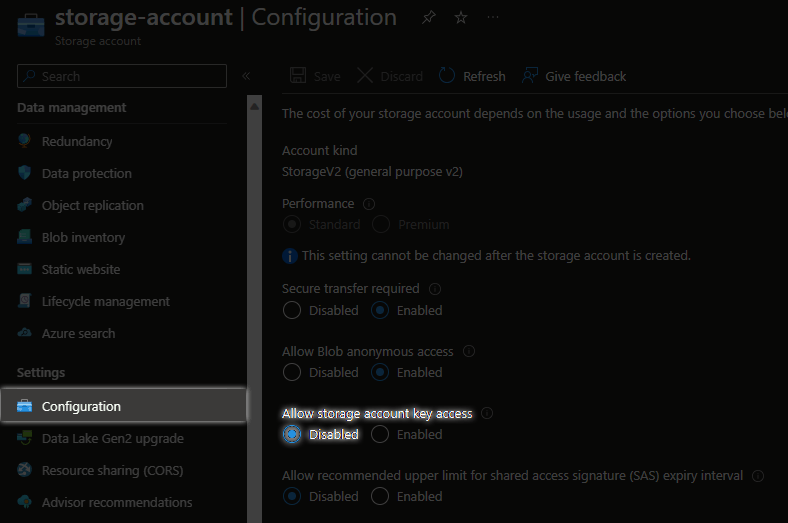 storage-account | Configuration ...
Storage account
Search «
Data management
Redundancy
Data protection
Object replication
Blob inventory
Static website
Lifecycle management
Azure search
Settings
Configuration
Data Lake Gen2 upgrade
Resource sharing (CORS)
Advisor recommendations
Save Discard Refresh Give feedback
The cost of your storage account depends on the usage and the options you choose
Account kind
StorageV2 (general purpose v2)
Performance
Standard Premium
This setting cannot be changed after the storage account is created.
Secure transfer required
Disabled Enabled
Allow Blob anonymous access
Disabled Enabled
Allow storage account key access
Disabled Enabled
Allow recommended upper limit for shared access signature (SAS) expiry interval
Disabled Enabled